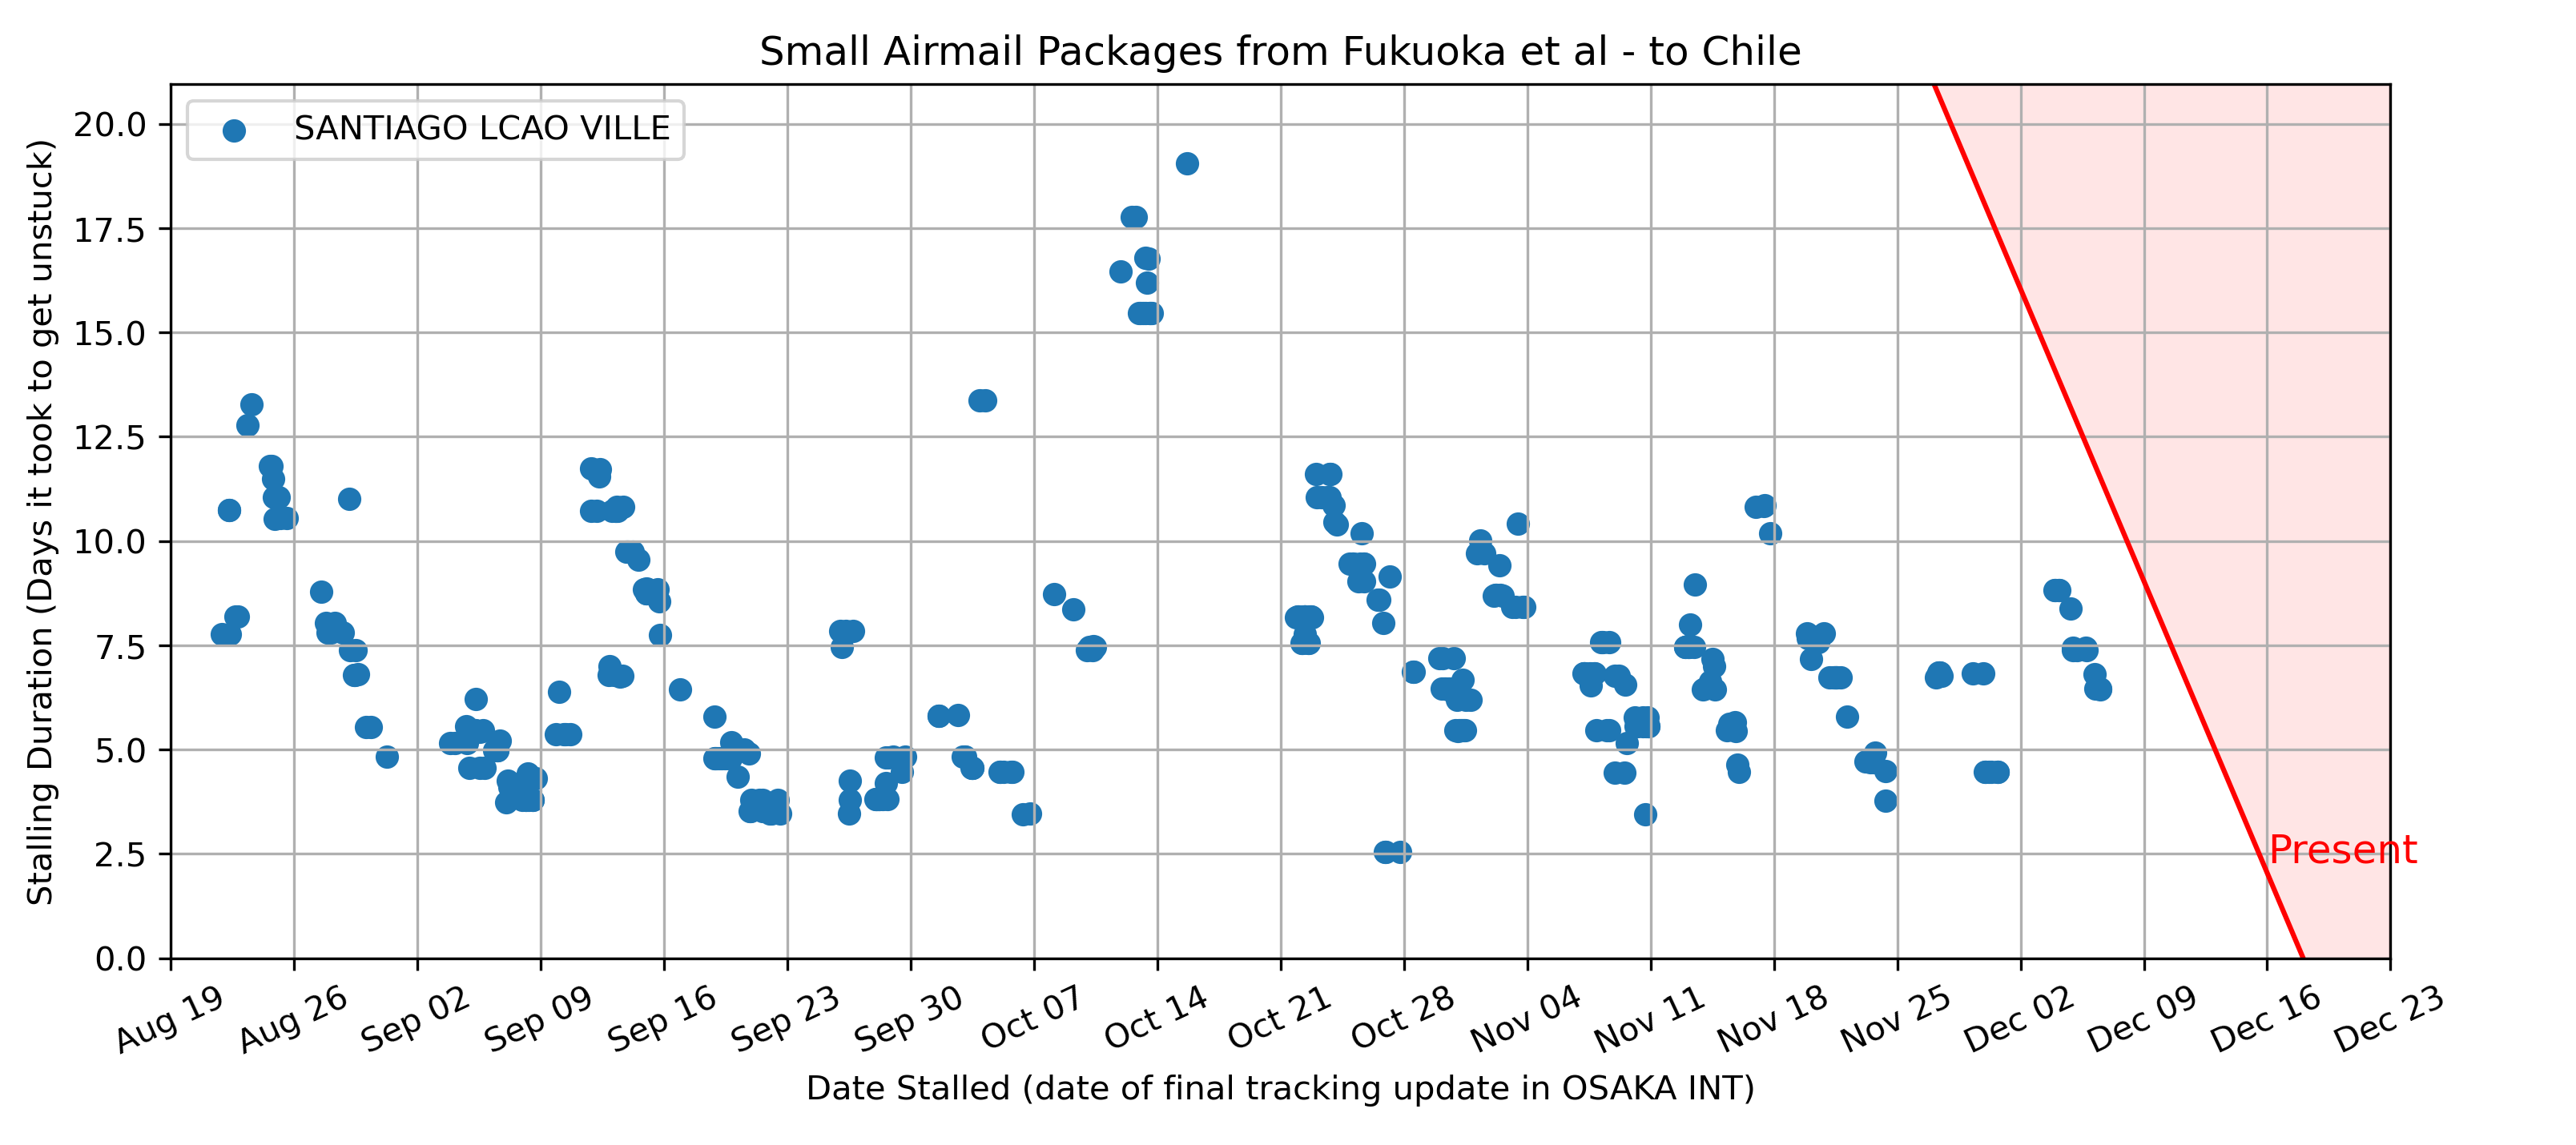 Small Airmail Packages from Fukuoka et al - to Chile
SANTIAGO LCAO VILLE
Stalling Duration (Days it took to get unstuck)
20.0
17.5
15.0
12.5
10.0
7.5
5.0
2.5
0.0
Present
Aug 19
Aug 26
Sep 02
Sep 09
Sep 16
Sep 23
Sep 30
Oct 07
Oct 14
Oct 21
Oct 28
Nov 04
Nov 11
Nov 18
Nov 25
Dec 02
Dec 09
Dec 16
Dec 23
Date Stalled (date of final tracking update in OSAKA INT)